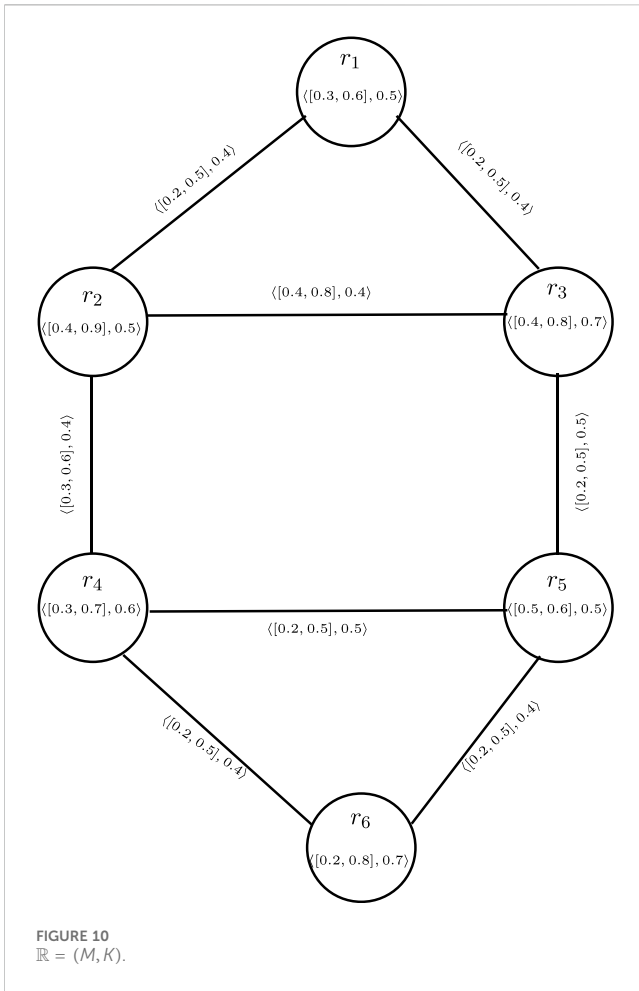 r₁
⟨[0.3, 0.6], 0.5⟩
⟨[0.2, 0.5], 0.4⟩
⟨[0.2, 0.5], 0.4⟩
r₂
⟨[0.4, 0.9], 0.5⟩
⟨[0.4, 0.8], 0.4⟩
r₃
⟨[0.4, 0.8], 0.7⟩
⟨[0.3, 0.6], 0.4⟩
⟨[0.2, 0.5], 0.5⟩
r₄
⟨[0.3, 0.7], 0.6⟩
⟨[0.2, 0.5], 0.5⟩
r₅
⟨[0.5, 0.6], 0.5⟩
⟨[0.2, 0.5], 0.4⟩
⟨[0.2, 0.5], 0.4⟩
r₆
⟨[0.2, 0.8], 0.7⟩
FIGURE 10
ℝ = (M, K).